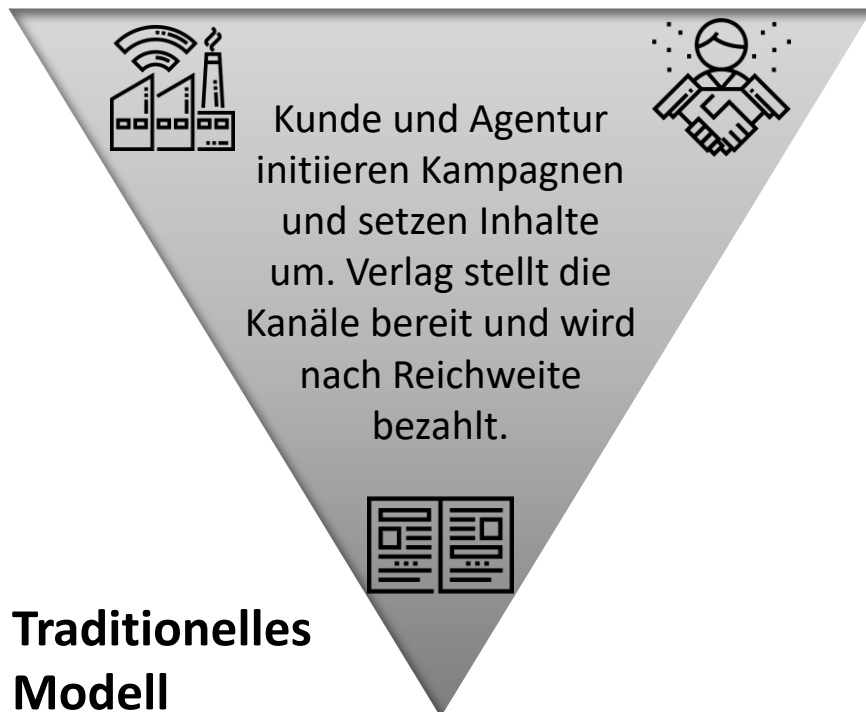 Kunde und Agentur
initiieren Kampagnen
und setzen Inhalte
um. Verlag stellt die
Kanäle bereit und wird
nach Reichweite
bezahlt.
Traditionelles
Modell